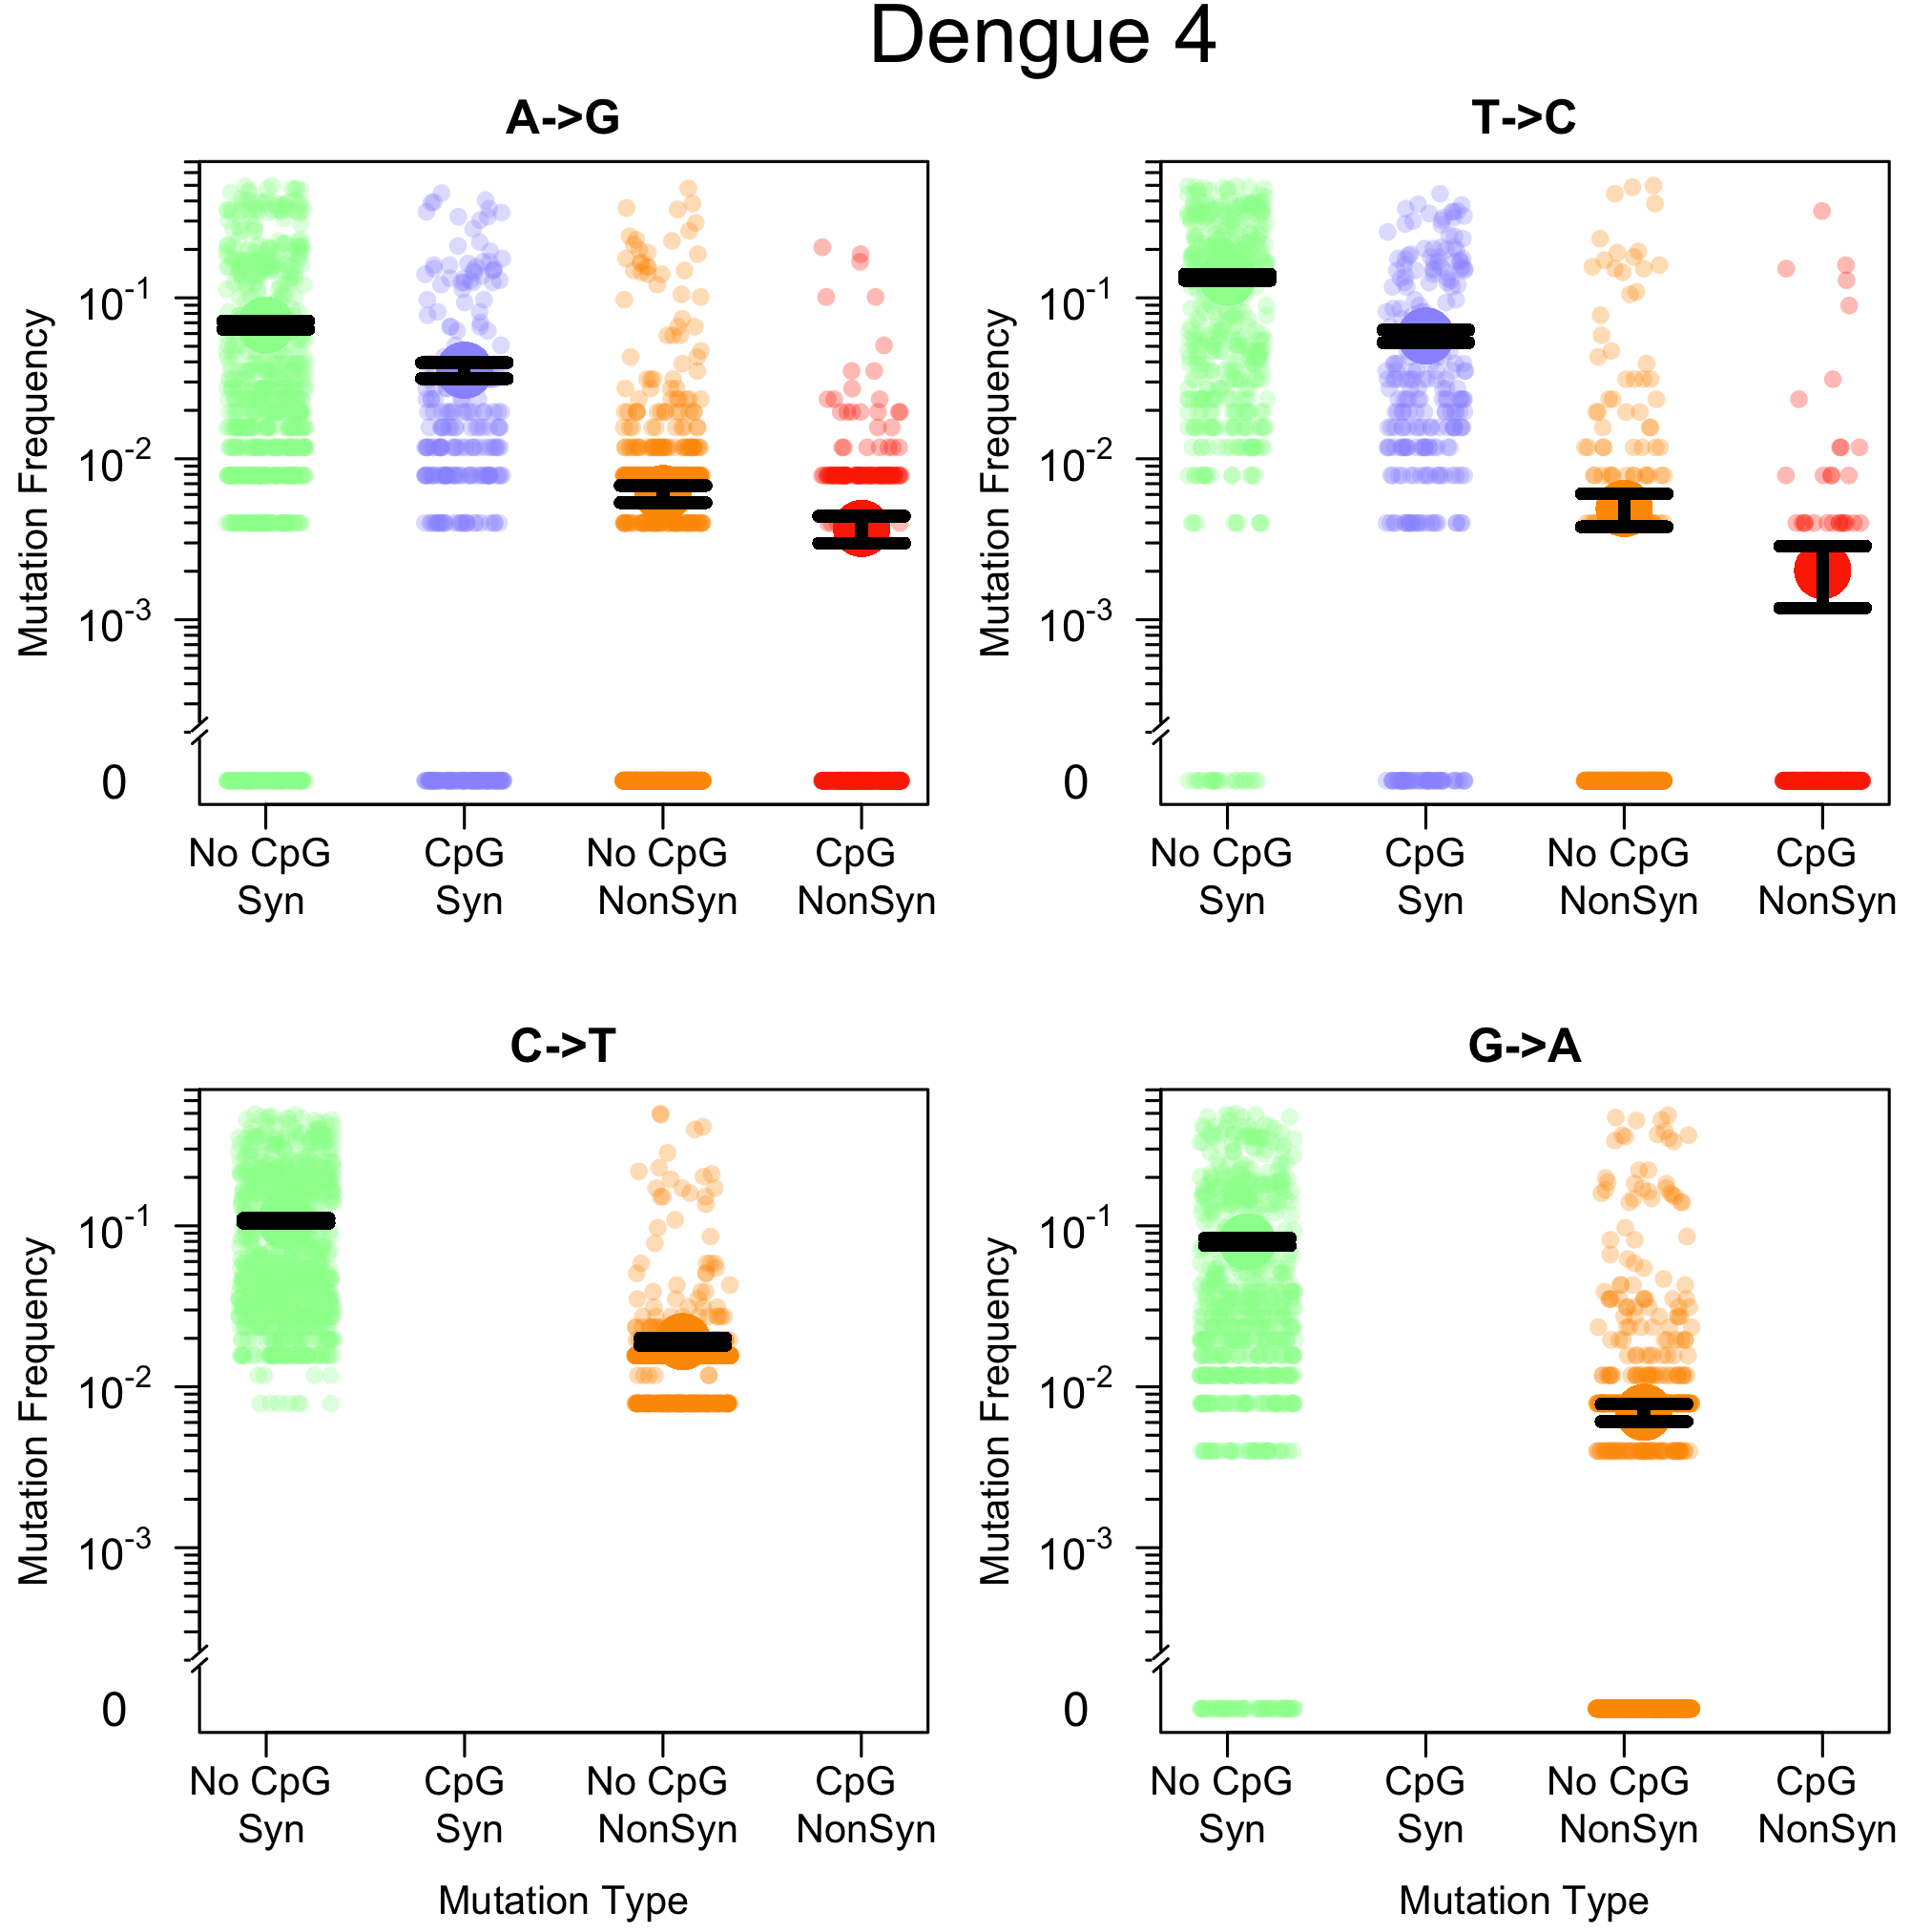 Dengue 4
A->G
Mutation Frequency
10-1
10-2
10-3
0
No CpG Syn
CpG Syn
No CpG NonSyn
CpG NonSyn
T->C
Mutation Frequency
10-1
10-2
10-3
0
No CpG Syn
CpG Syn
No CpG NonSyn
CpG NonSyn
C->T
Mutation Frequency
10-1
10-2
10-3
0
No CpG Syn
CpG Syn
No CpG NonSyn
CpG NonSyn
Mutation Type
G->A
Mutation Frequency
10-1
10-2
10-3
0
No CpG Syn
CpG Syn
No CpG NonSyn
CpG NonSyn
Mutation Type